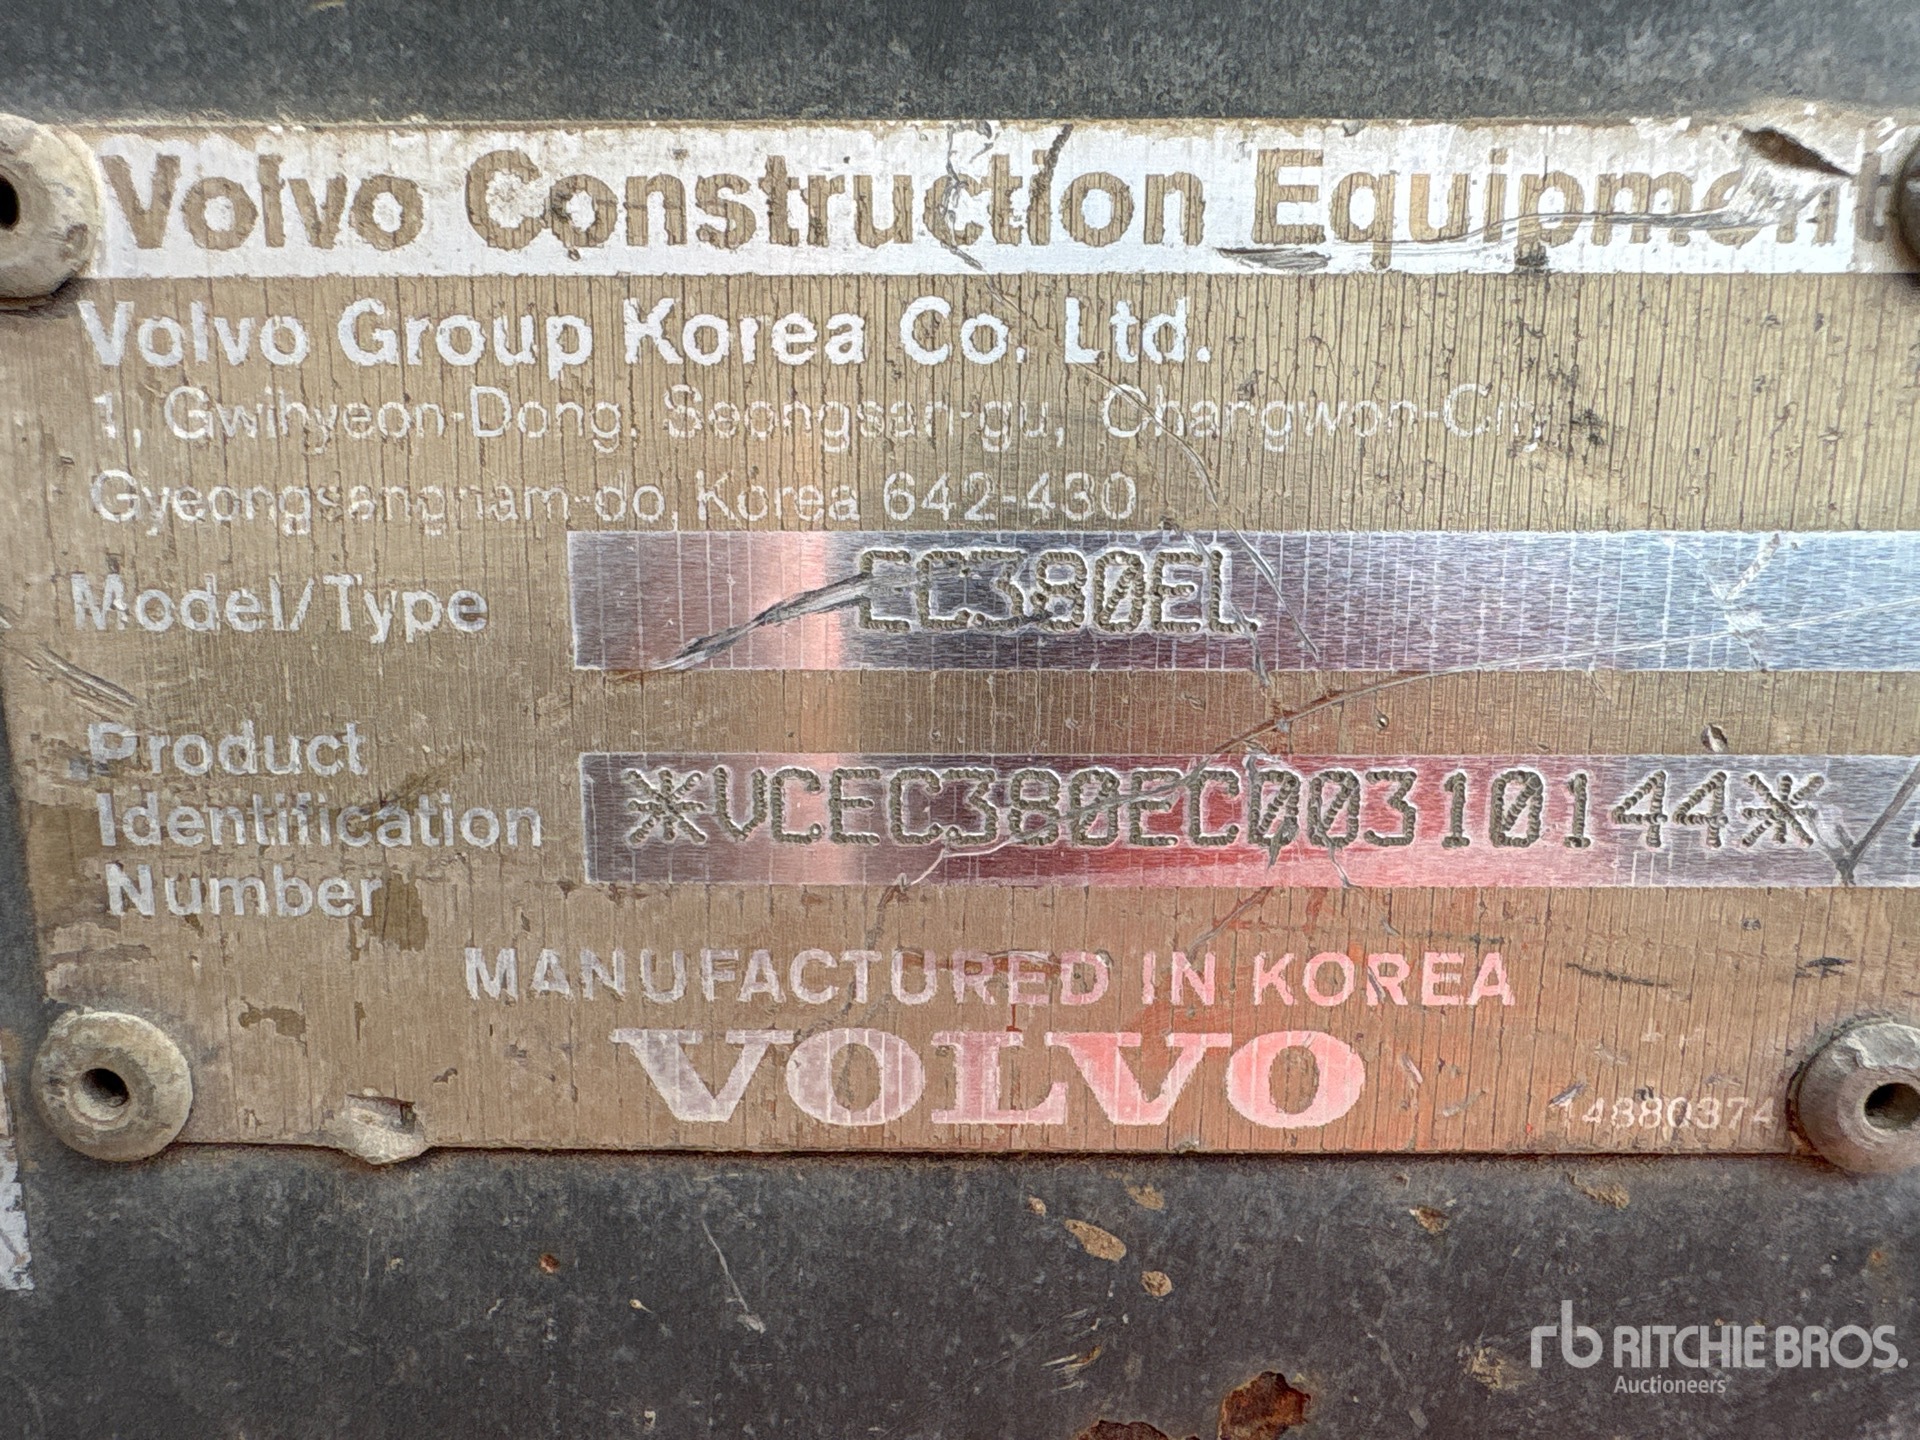 Volvo Construction Equipment
Volvo Group Korea Co. Ltd.
1, Gwihyeon-Dong, Seongsan-gu, Changwon-City
Gyeongsangnam-do, Korea 642-430
Model/Type EC380EL
Product
Identification
Number
*VCEC380EC00310144*
MANUFACTURED IN KOREA
VOLVO
14880374
rb RITCHIE BROS.
Auctioneers